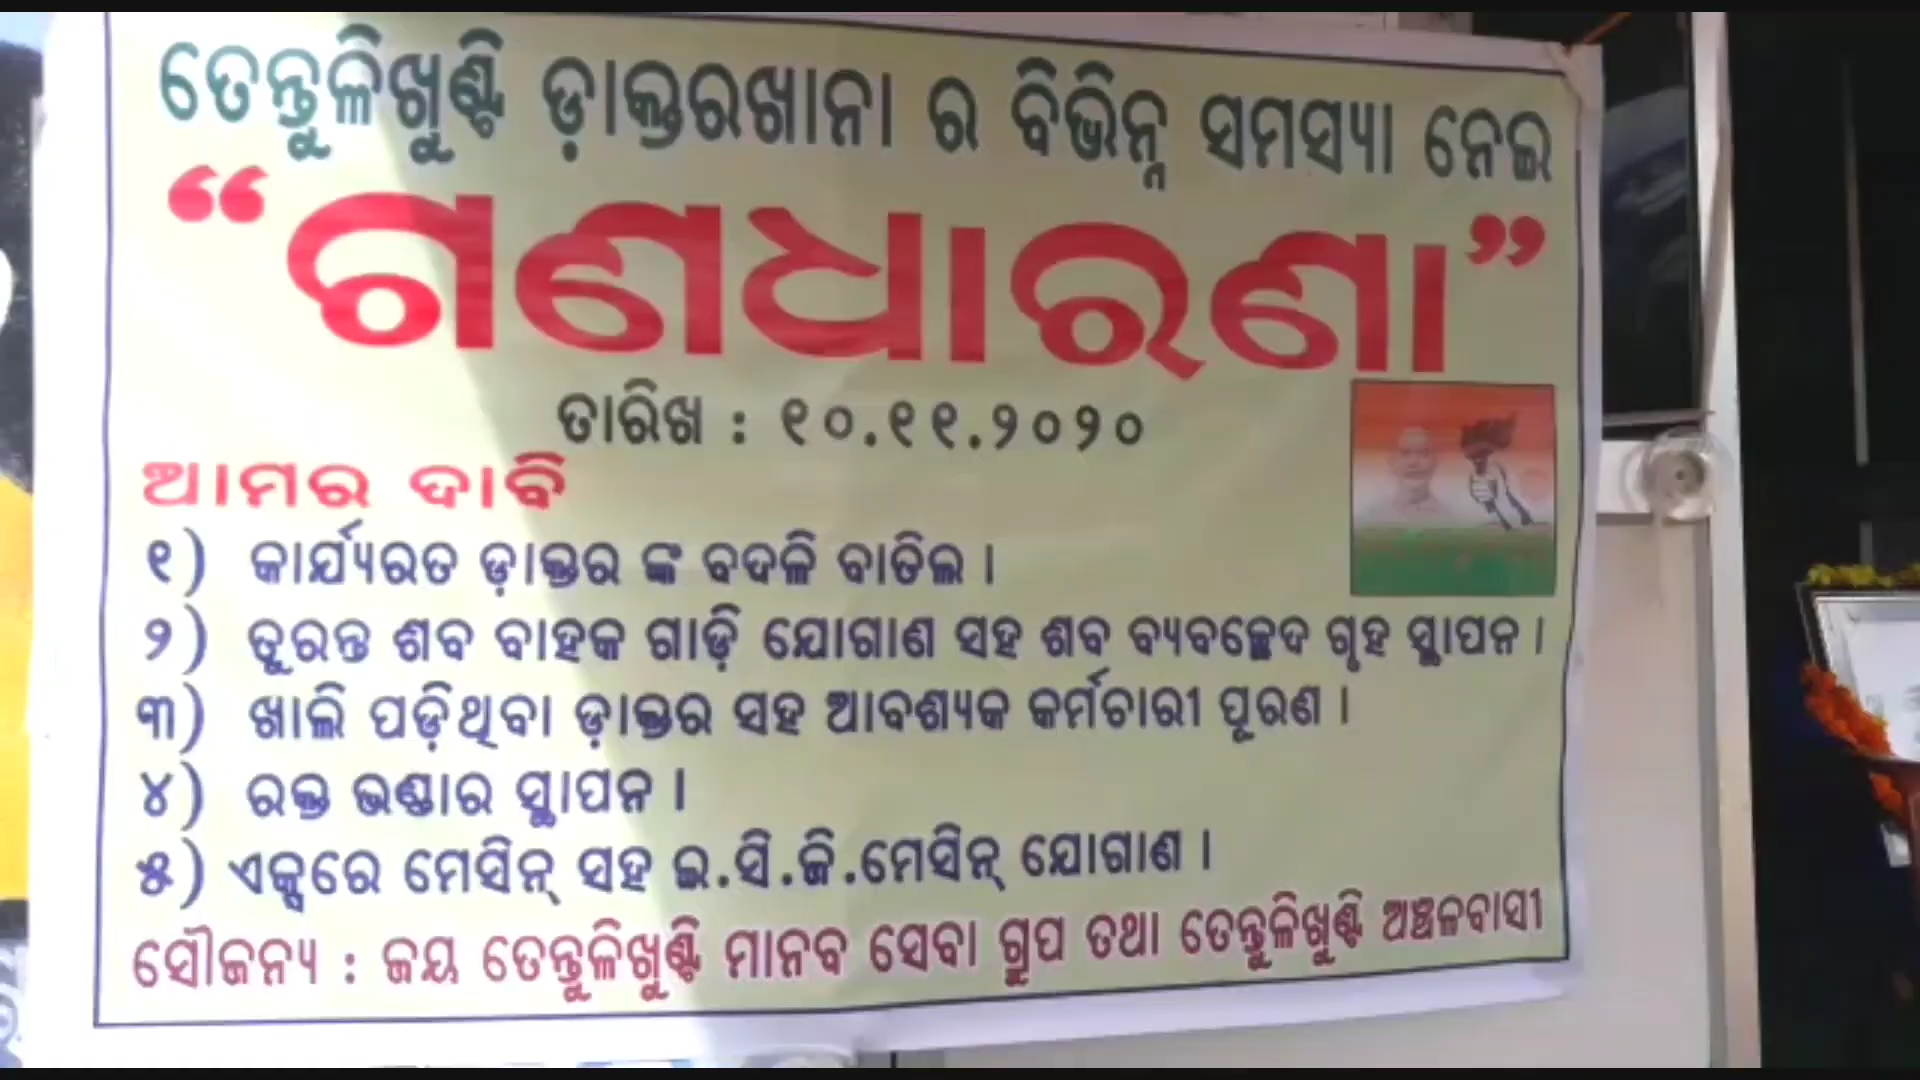 ତେନ୍ତୁଳିଖୁଣ୍ଟି ଡ଼ାକ୍ତରଖାନା ର ବିଭିନ୍ନ ସମସ୍ୟା ନେଇ
“ଗଣଧାରଣା”
ତାରିଖ : ୧୦.୧୧.୨୦୨୦
ଆମର ଦାବି
୧) କାର୍ଯ୍ୟରତ ଡ଼ାକ୍ତର ଙ୍କ ବଦଳି ବାତିଲ ।
୨) ତୁରନ୍ତ ଶବ ବାହକ ଗାଡ଼ି ଯୋଗାଣ ସହ ଶବ ବ୍ୟବଚ୍ଛେଦ ଗୃହ ସ୍ଥାପନ ।
୩) ଖାଲି ପଡ଼ିଥିବା ଡ଼ାକ୍ତର ସହ ଆବଶ୍ୟକ କର୍ମଚାରୀ ପୂରଣ ।
୪) ରକ୍ତ ଭଣ୍ଡାର ସ୍ଥାପନ ।
୫) ଏକ୍ସରେ ମେସିନ୍ ସହ ଇ.ସି.ଜି.ମେସିନ୍ ଯୋଗାଣ ।
ସୌଜନ୍ୟ : ଜୟ ତେନ୍ତୁଳିଖୁଣ୍ଟି ମାନବ ସେବା ଗ୍ରୁପ ତଥା ତେନ୍ତୁଳିଖୁଣ୍ଟି ଅଞ୍ଚଳବାସୀ